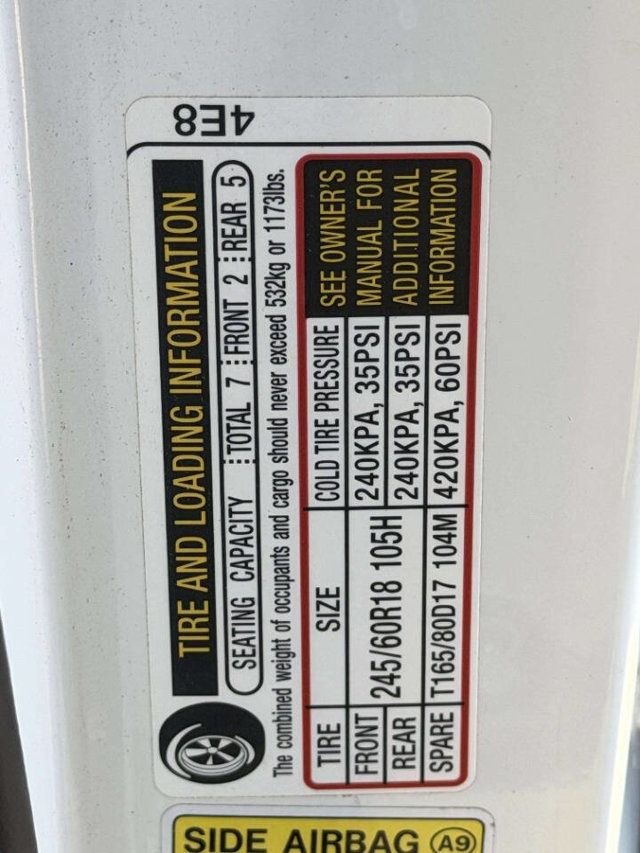 4E8
TIRE AND LOADING INFORMATION
SEATING CAPACITY TOTAL 7 FRONT 2 REAR 5
The combined weight of occupants and cargo should never exceed 532kg or 1173lbs.
TIRE SIZE COLD TIRE PRESSURE
FRONT 245/60R18 105H 240KPA, 35PSI
REAR 240KPA, 35PSI
SPARE T165/80D17 104M 420KPA, 60PSI
SEE OWNER'S
MANUAL FOR
ADDITIONAL
INFORMATION
SIDE AIRBAG A9